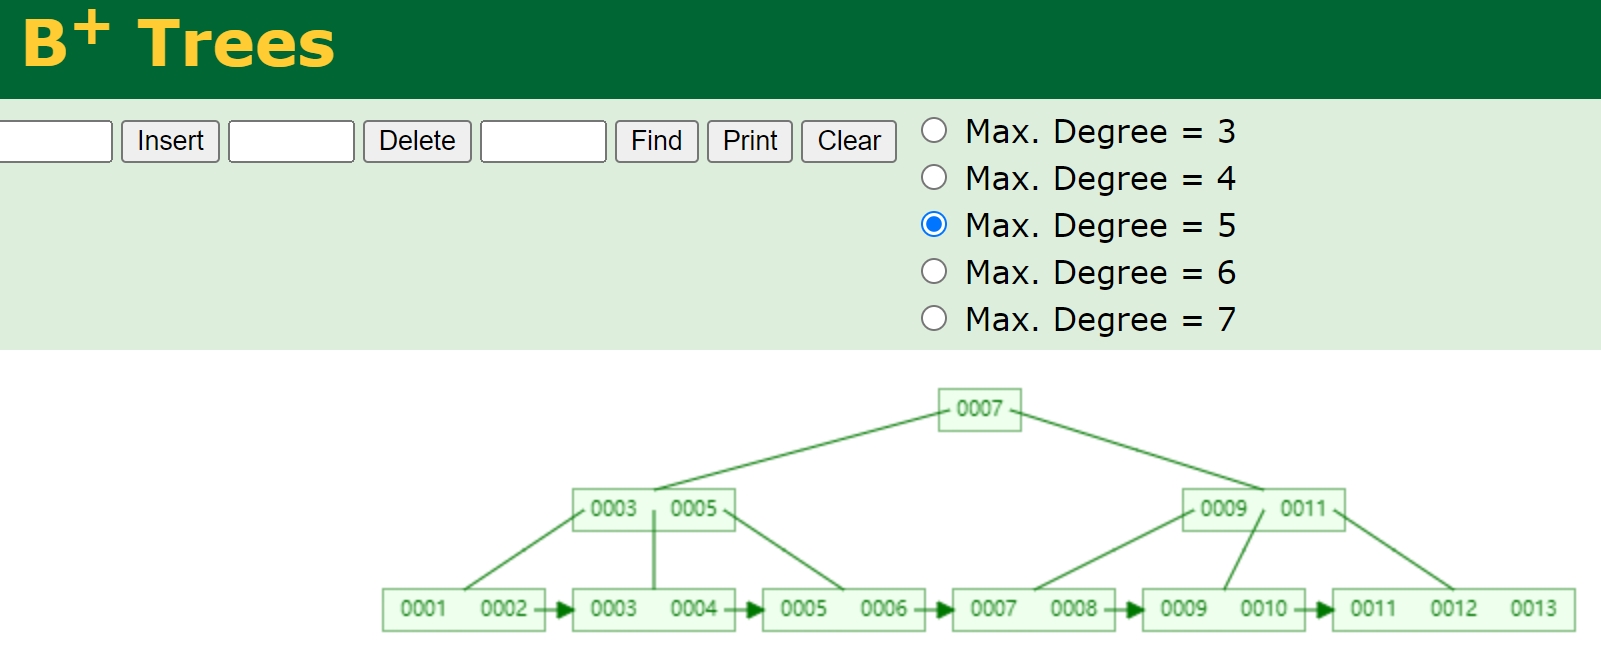 B+ Trees
Insert Delete Find Print Clear
Max. Degree = 3
Max. Degree = 4
Max. Degree = 5
Max. Degree = 6
Max. Degree = 7
0007
0003 0005 0009 0011
0001 0002 0003 0004 0005 0006 0007 0008 0009 0010 0011 0012 0013